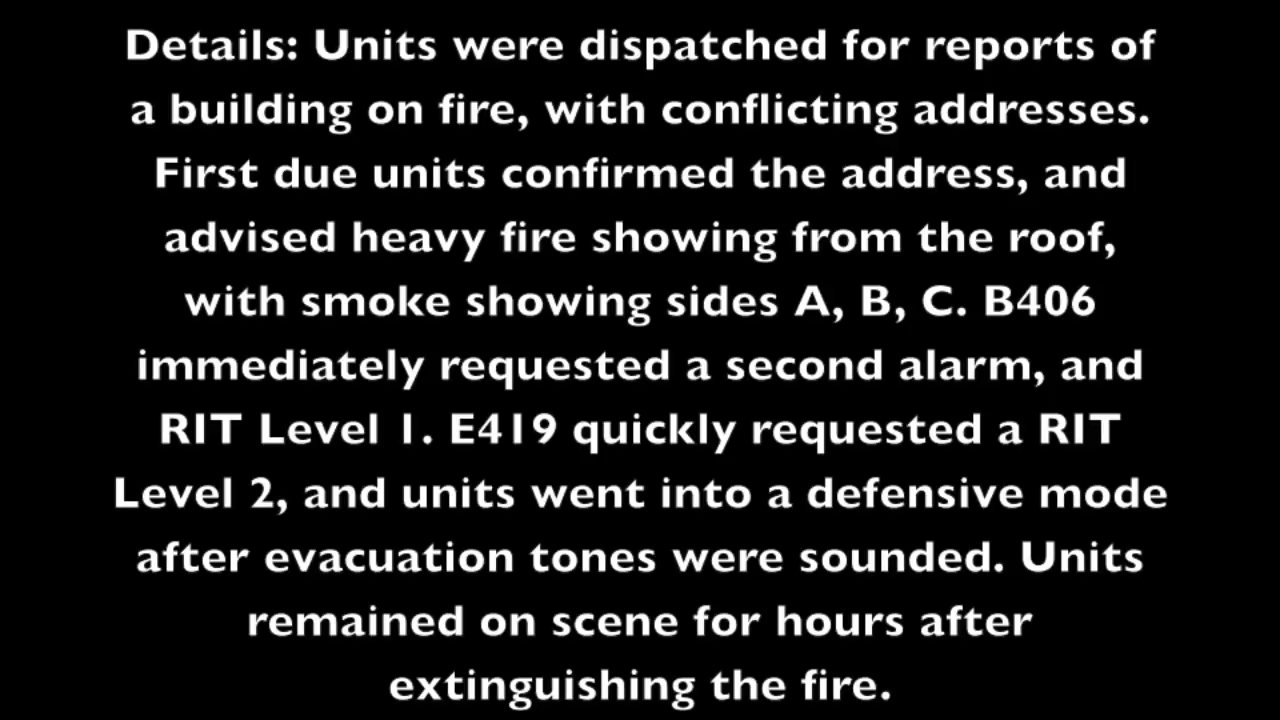 Details: Units were dispatched for reports of
a building on fire, with conflicting addresses.
First due units confirmed the address, and
advised heavy fire showing from the roof,
with smoke showing sides A, B, C. B406
immediately requested a second alarm, and
RIT Level 1. E419 quickly requested a RIT
Level 2, and units went into a defensive mode
after evacuation tones were sounded. Units
remained on scene for hours after
extinguishing the fire.